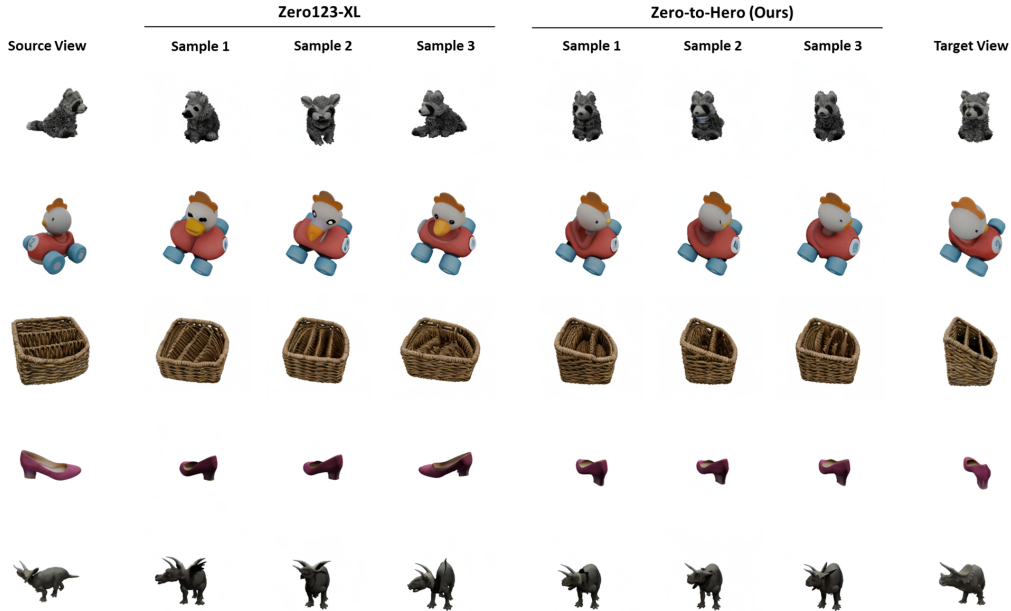 Zero123-XL
Zero-to-Hero (Ours)
Source View
Sample 1
Sample 2
Sample 3
Sample 1
Sample 2
Sample 3
Target View